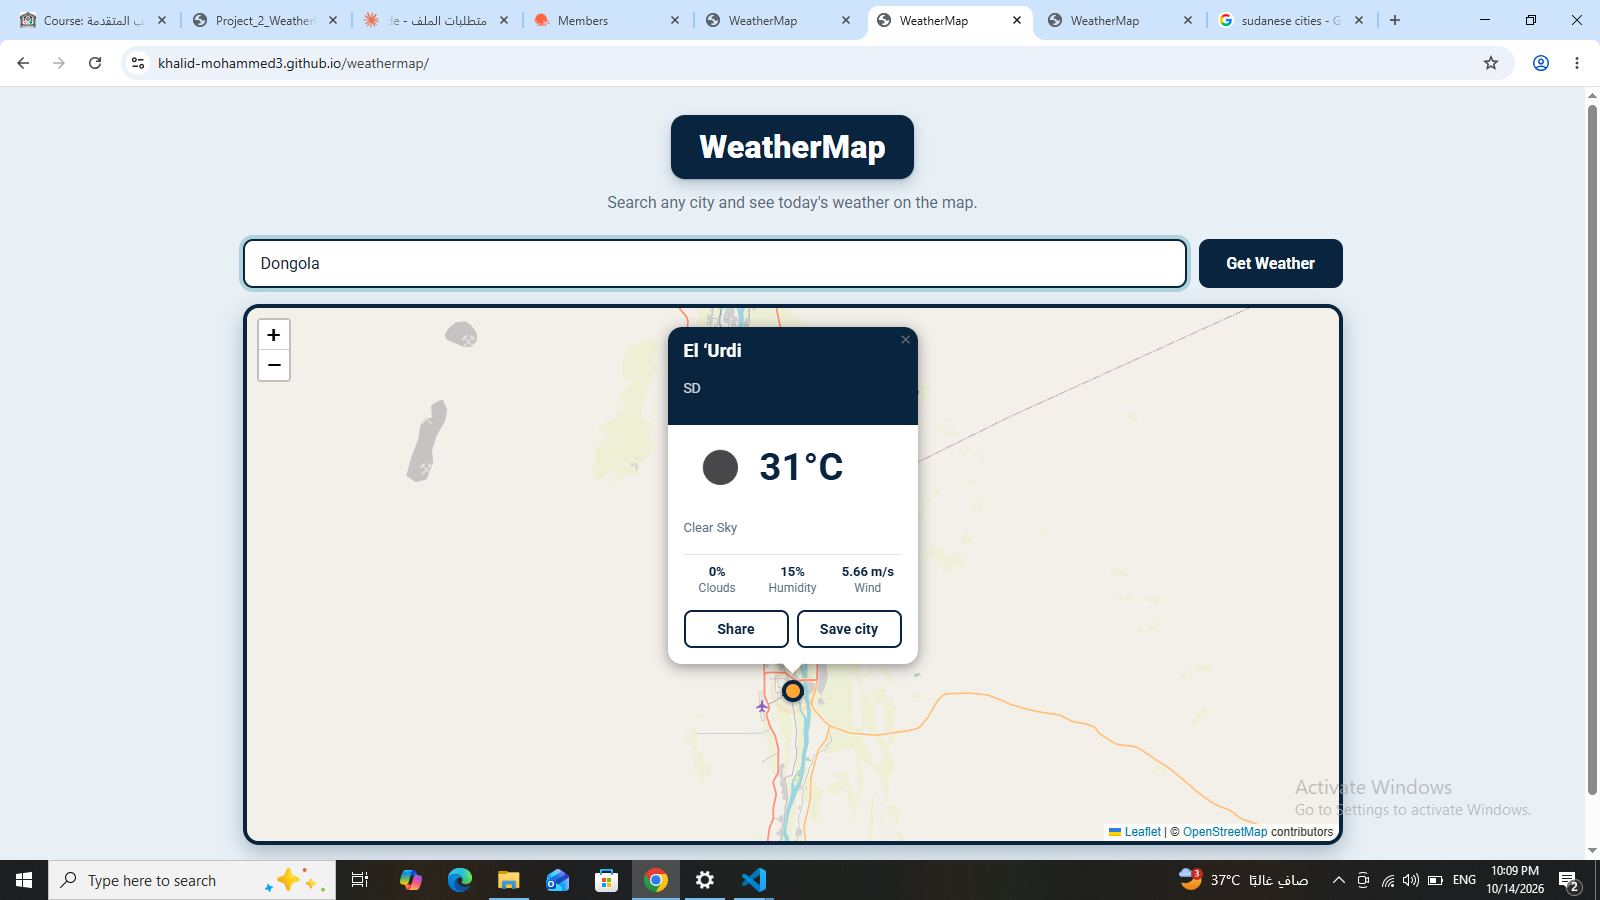 Course: ب المتقدمة
Project_2_Weather
متطلبات الملف - de
Members
WeatherMap
WeatherMap
WeatherMap
sudanese cities - G
khalid-mohammed3.github.io/weathermap/
WeatherMap
Search any city and see today's weather on the map.
Dongola
Get Weather
+
−
El ‘Urdi
SD
31°C
Clear Sky
0% 15% 5.66 m/s
Clouds Humidity Wind
Share Save city
Activate Windows
Go to Settings to activate Windows.
Leaflet | © OpenStreetMap contributors
Type here to search
3
37°C صافٍ غالبًا
ENG
10:09 PM
10/14/2026
2